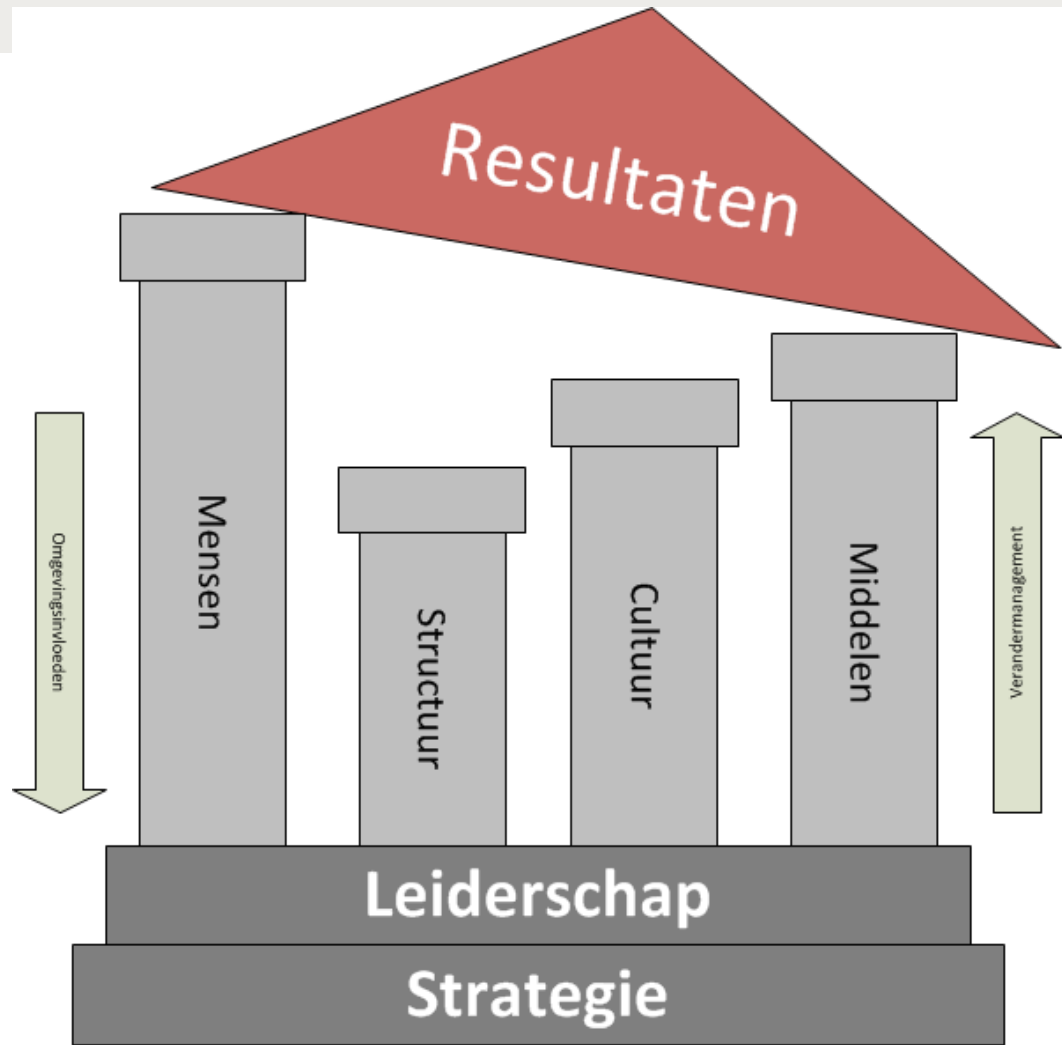 Resultaten
Omgevingsinvloeden
Mensen
Structuur
Cultuur
Middelen
Verandermanagement
Leiderschap
Strategie